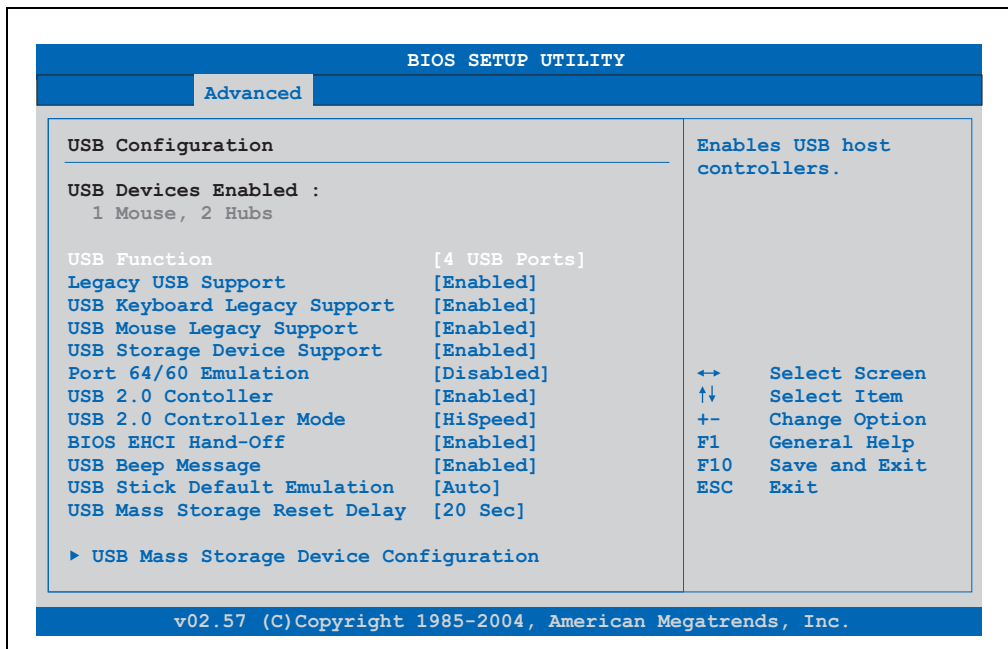 BIOS SETUP UTILITY
Advanced
USB Configuration
USB Devices Enabled :
1 Mouse, 2 Hubs
USB Function [4 USB Ports]
Legacy USB Support [Enabled]
USB Keyboard Legacy Support [Enabled]
USB Mouse Legacy Support [Enabled]
USB Storage Device Support [Enabled]
Port 64/60 Emulation [Disabled]
USB 2.0 Contoller [Enabled]
USB 2.0 Controller Mode [HiSpeed]
BIOS EHCI Hand-Off [Enabled]
USB Beep Message [Enabled]
USB Stick Default Emulation [Auto]
USB Mass Storage Reset Delay [20 Sec]
▶ USB Mass Storage Device Configuration
Enables USB host
controllers.
↔ Select Screen
↑↓ Select Item
+- Change Option
F1 General Help
F10 Save and Exit
ESC Exit
v02.57 (C)Copyright 1985-2004, American Megatrends, Inc.